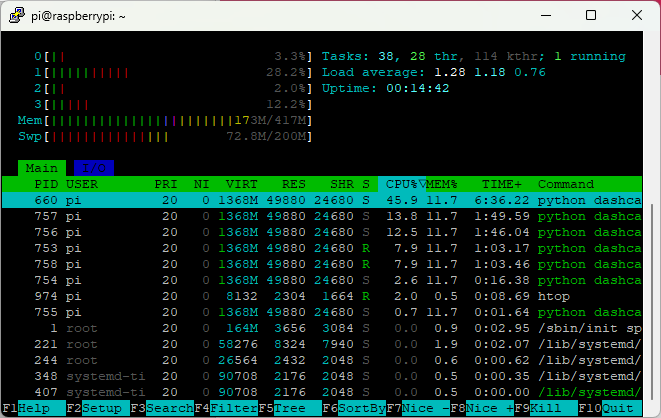 pi@raspberrypi: ~
0[|| 3.3%] Tasks: 38, 28 thr, 114 kthr; 1 running
1[|||||||||| 28.2%] Load average: 1.28 1.18 0.76
2[|| 2.0%] Uptime: 00:14:42
3[||||| 12.2%]
Mem[|||||||||||||||||||||||173M/417M]
Swp[||||||||||||||| 72.8M/200M]
Main I/O
PID USER PRI NI VIRT RES SHR S CPU%▽MEM% TIME+ Command
660 pi 20 0 1368M 49880 24680 S 45.9 11.7 6:36.22 python dashca
757 pi 20 0 1368M 49880 24680 S 13.8 11.7 1:49.59 python dashca
756 pi 20 0 1368M 49880 24680 S 12.5 11.7 1:46.04 python dashca
753 pi 20 0 1368M 49880 24680 R 7.9 11.7 1:03.17 python dashca
758 pi 20 0 1368M 49880 24680 R 7.9 11.7 1:03.46 python dashca
754 pi 20 0 1368M 49880 24680 S 2.6 11.7 0:16.38 python dashca
974 pi 20 0 8132 2304 1664 R 2.0 0.5 0:08.69 htop
755 pi 20 0 1368M 49880 24680 S 0.7 11.7 0:01.64 python dashca
1 root 20 0 164M 3656 3084 S 0.0 0.9 0:02.95 /sbin/init sp
221 root 20 0 58276 8324 7940 S 0.0 1.9 0:02.07 /lib/systemd/
244 root 20 0 26564 2432 2048 S 0.0 0.6 0:00.62 /lib/systemd/
348 systemd-ti 20 0 90708 2176 2048 S 0.0 0.5 0:00.35 /lib/systemd/
407 systemd-ti 20 0 90708 2176 2048 S 0.0 0.5 0:00.00 /lib/systemd/
F1Help F2Setup F3SearchF4FilterF5Tree F6SortByF7Nice -F8Nice +F9Kill F10Quit